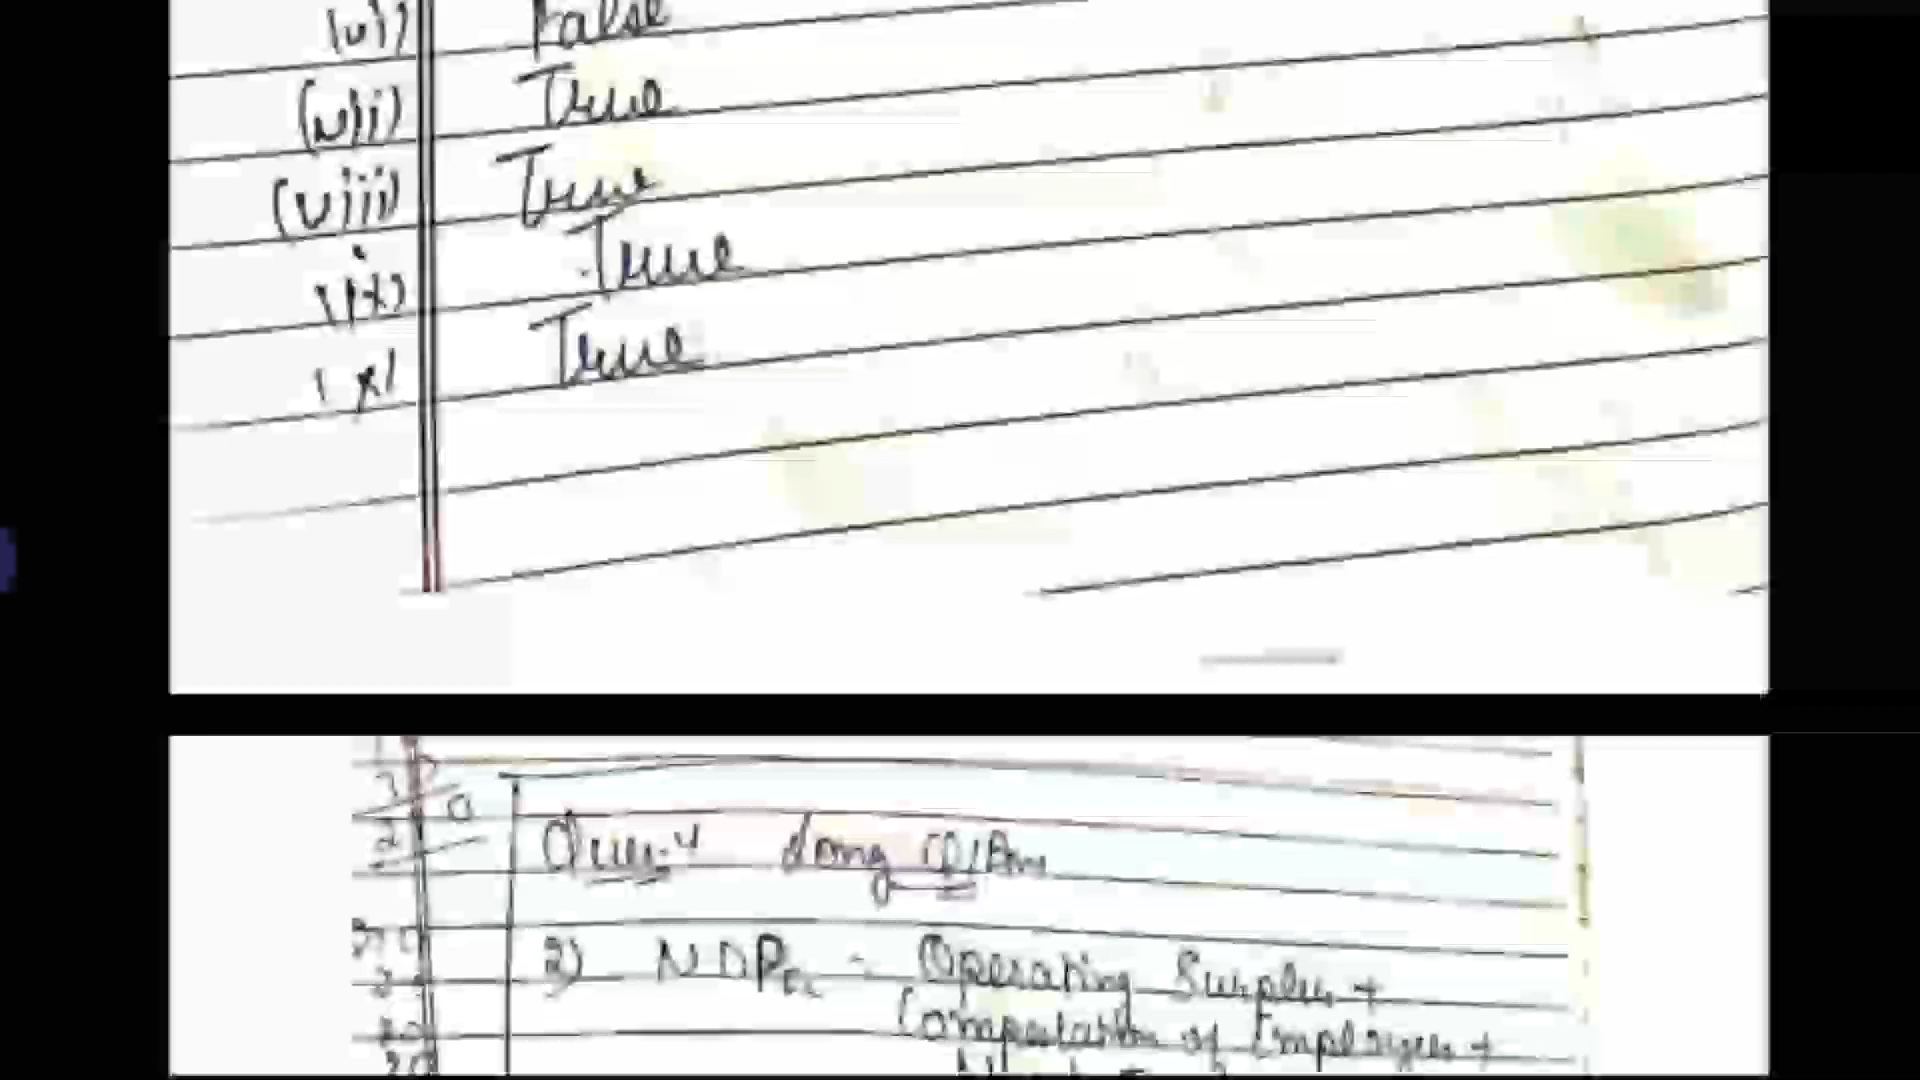 (vi) False
(vii) True
(viii) True
(ix) True
(x) True
Ques.4 Long Q/Ans
2) NDPFC = Operating Surplus +
Compensation of Employees +